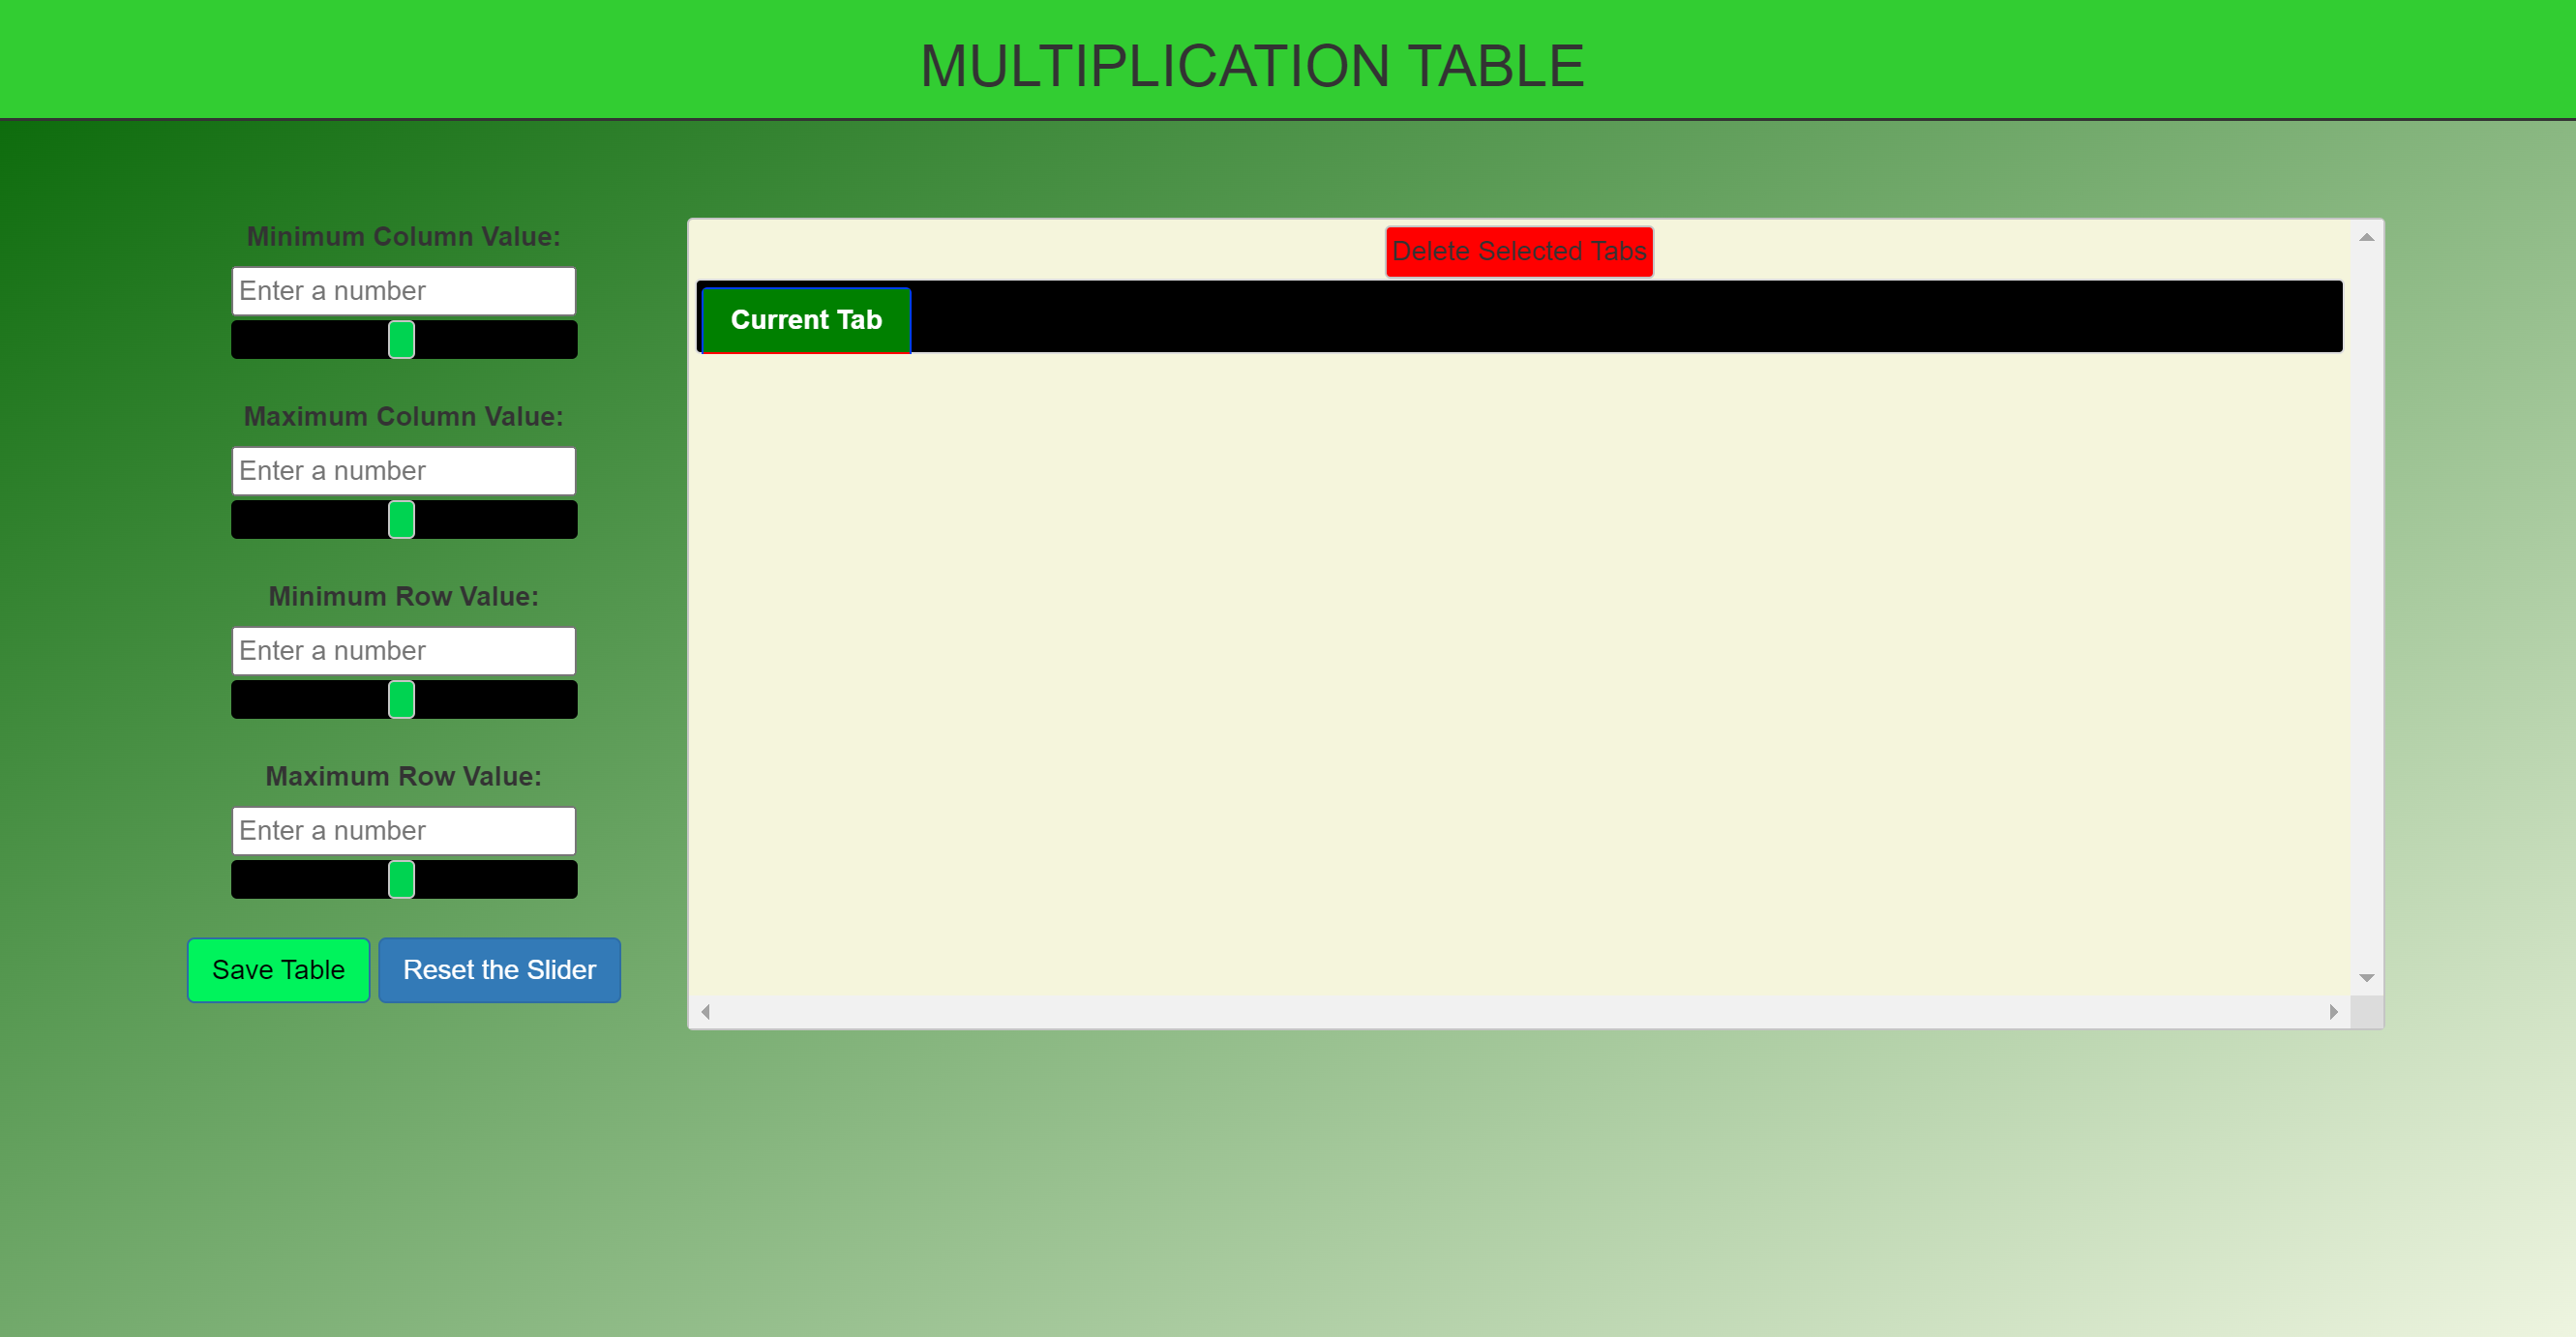 MULTIPLICATION TABLE
Minimum Column Value:
Enter a number
Maximum Column Value:
Enter a number
Minimum Row Value:
Enter a number
Maximum Row Value:
Enter a number
Save Table
Reset the Slider
Delete Selected Tabs
Current Tab